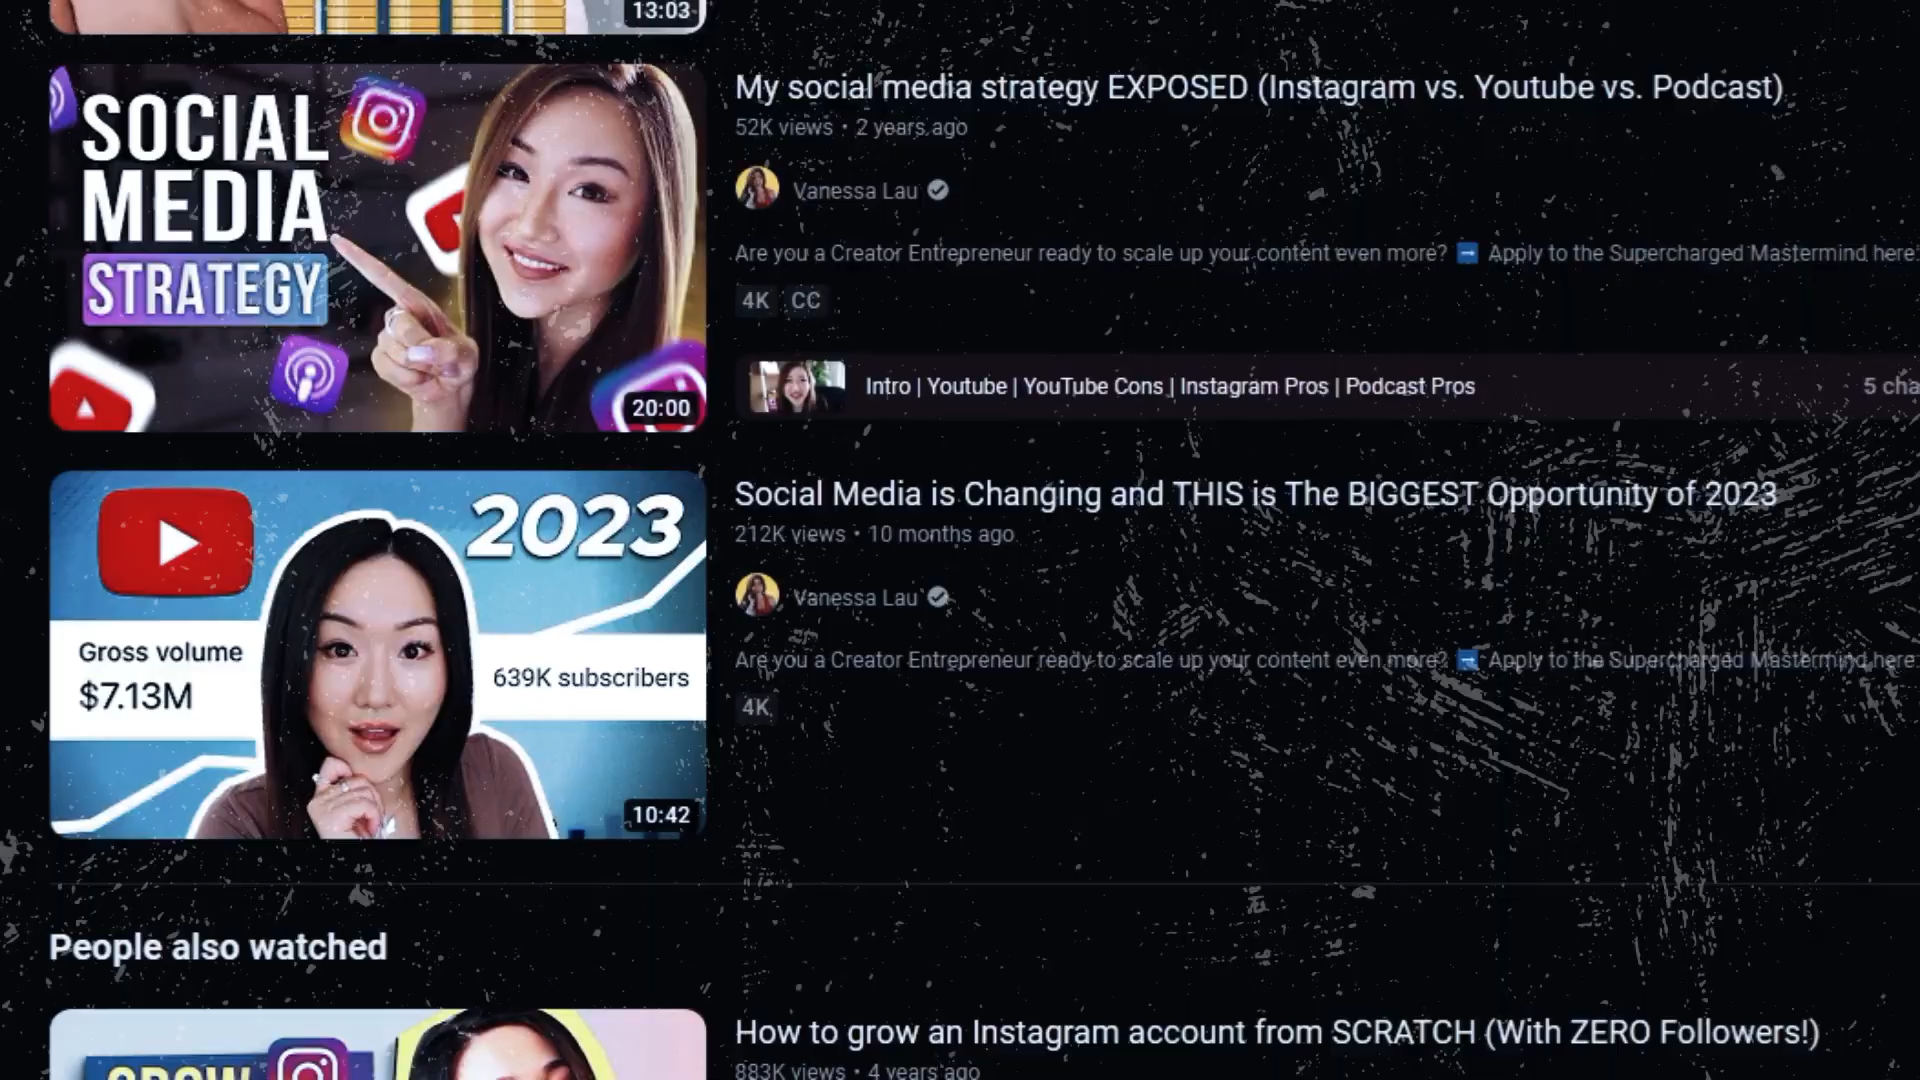 13:03
SOCIAL
MEDIA
STRATEGY
20:00
My social media strategy EXPOSED (Instagram vs. Youtube vs. Podcast)
52K views • 2 years ago
Vanessa Lau
Are you a Creator Entrepreneur ready to scale up your content even more? ➡ Apply to the Supercharged Mastermind here:
4K CC
Intro | Youtube | YouTube Cons | Instagram Pros | Podcast Pros
5 cha
2023
Gross volume
$7.13M
639K subscribers
10:42
Social Media is Changing and THIS is The BIGGEST Opportunity of 2023
212K views • 10 months ago
Vanessa Lau
Are you a Creator Entrepreneur ready to scale up your content even more? ➡ Apply to the Supercharged Mastermind here:
4K
People also watched
GROW
How to grow an Instagram account from SCRATCH (With ZERO Followers!)
883K views • 4 years ago